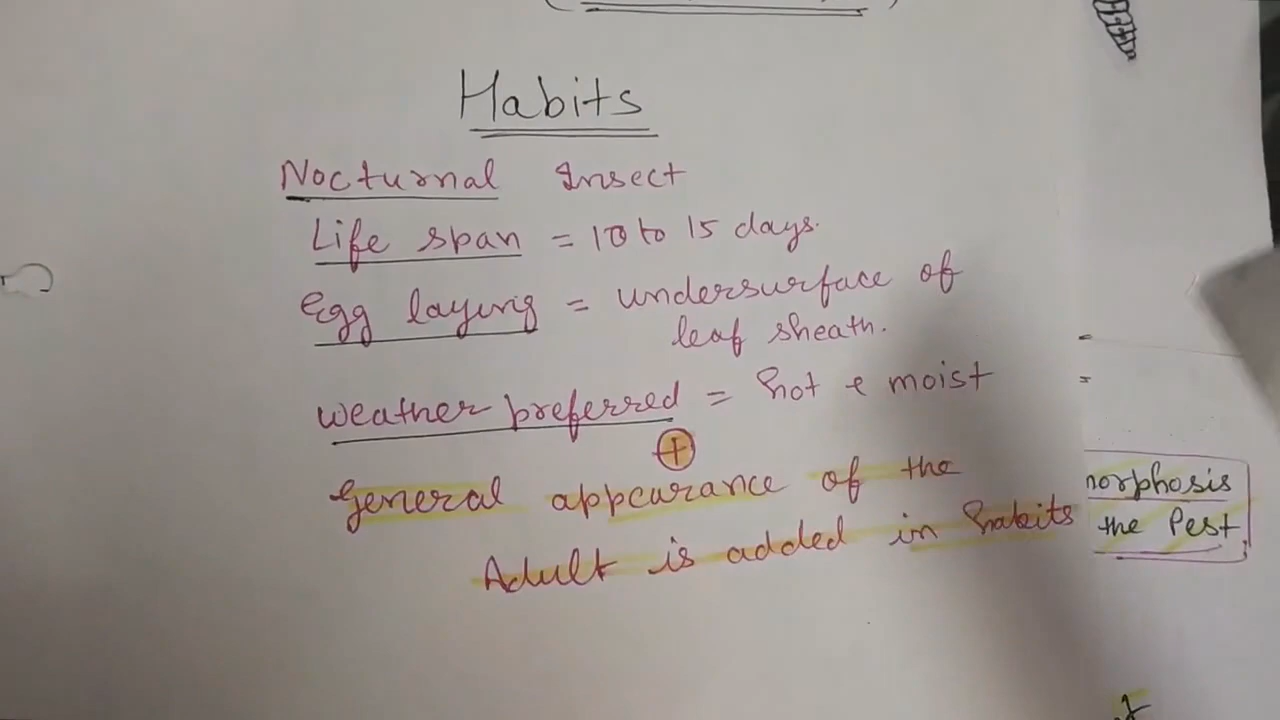 Habits
Nocturnal Insect
Life span = 10 to 15 days.
Egg laying = undersurface of
leaf sheath.
=
weather preferred = hot & moist
=
+
General appearance of the
Adult is added in habits
morphosis
the Pest